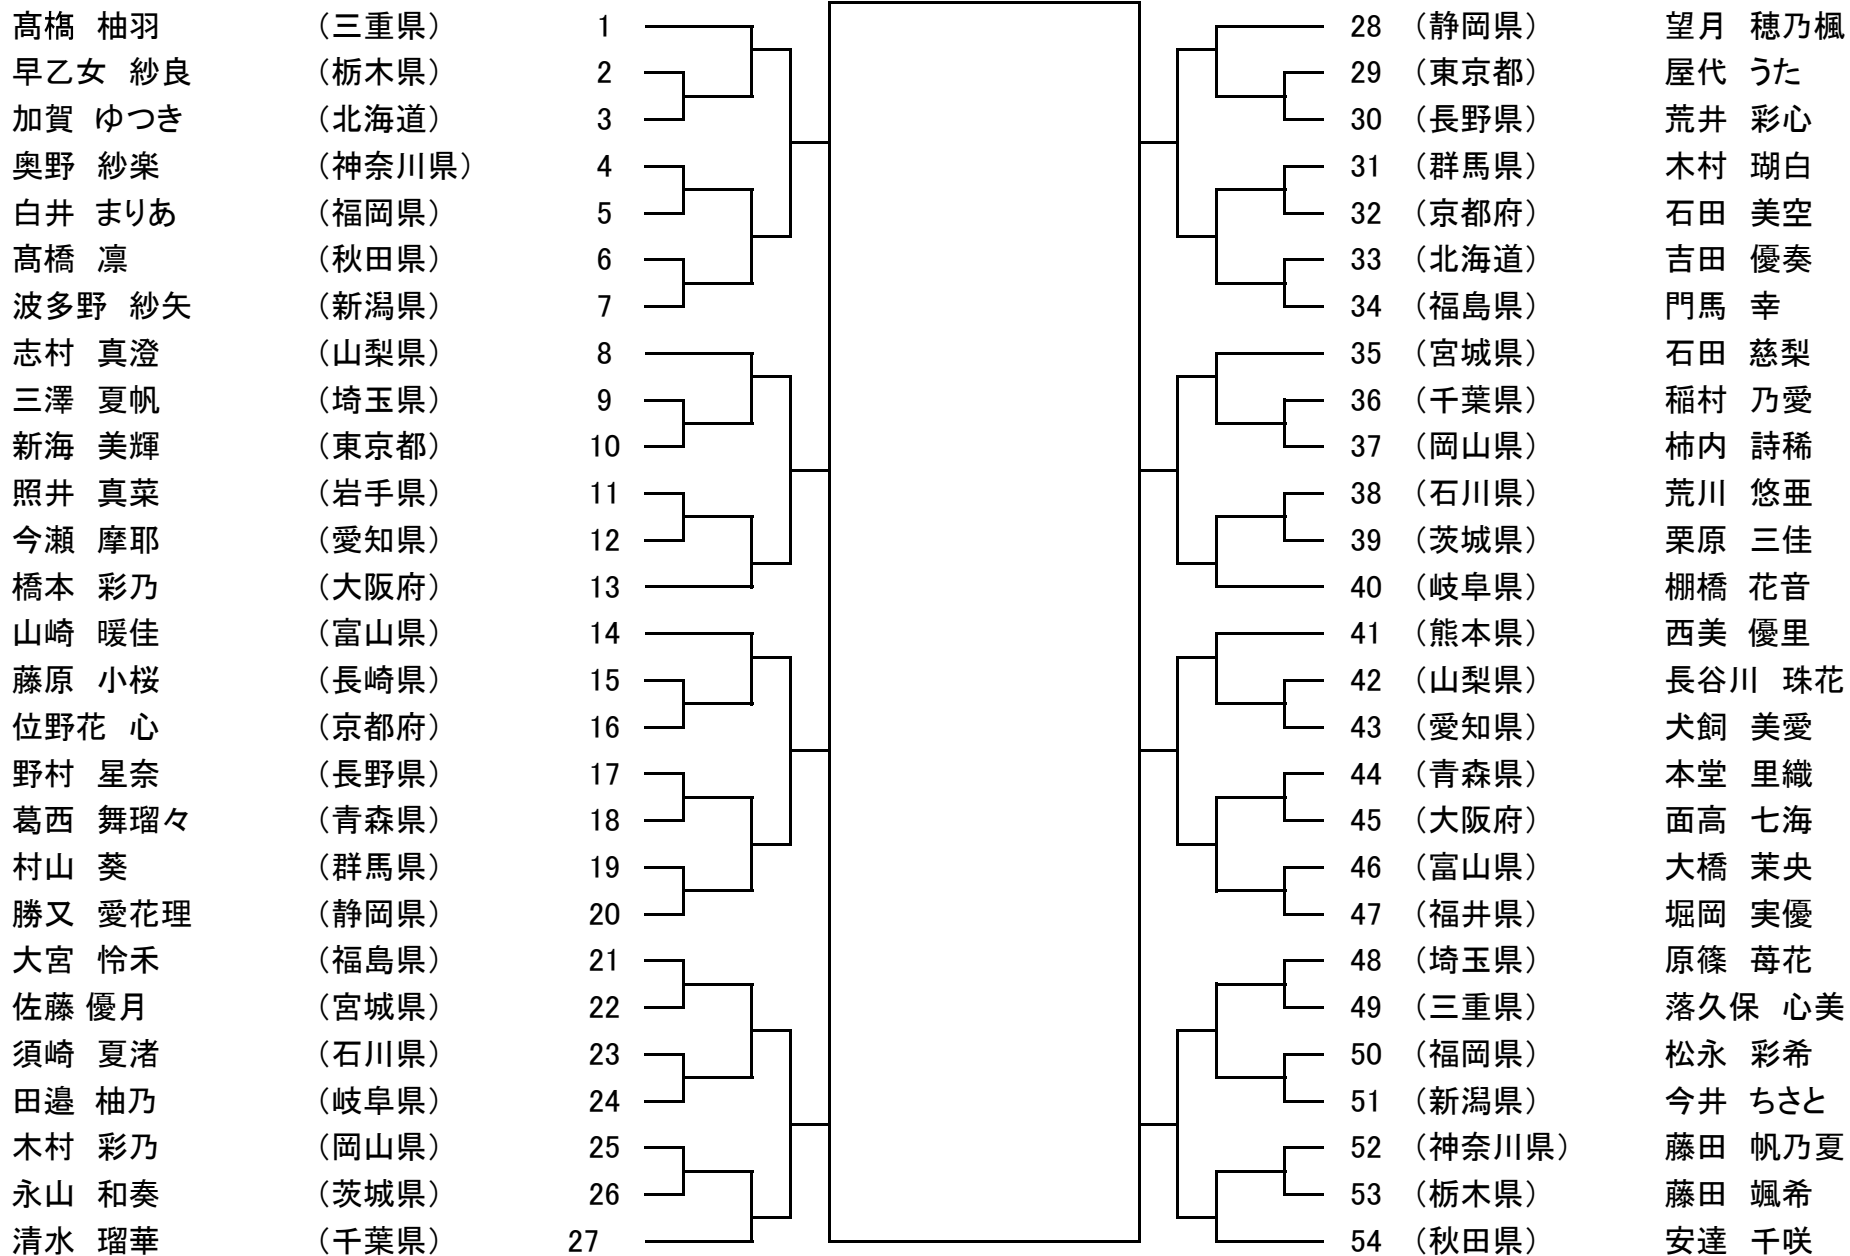 髙橋　柚羽　（三重県）　1　28　（静岡県）　望月　穂乃楓
早乙女　紗良　（栃木県）　2　29　（東京都）　屋代　うた
加賀　ゆつき　（北海道）　3　30　（長野県）　荒井　彩心
奥野　紗楽　（神奈川県）　4　31　（群馬県）　木村　瑚白
白井　まりあ　（福岡県）　5　32　（京都府）　石田　美空
髙橋　凛　（秋田県）　6　33　（北海道）　吉田　優奏
波多野　紗矢　（新潟県）　7　34　（福島県）　門馬　幸
志村　真澄　（山梨県）　8　35　（宮城県）　石田　慈梨
三澤　夏帆　（埼玉県）　9　36　（千葉県）　稲村　乃愛
新海　美輝　（東京都）　10　37　（岡山県）　柿内　詩稀
照井　真菜　（岩手県）　11　38　（石川県）　荒川　悠亜
今瀬　摩耶　（愛知県）　12　39　（茨城県）　栗原　三佳
橋本　彩乃　（大阪府）　13　40　（岐阜県）　棚橋　花音
山崎　暖佳　（富山県）　14　41　（熊本県）　西美　優里
藤原　小桜　（長崎県）　15　42　（山梨県）　長谷川　珠花
位野花　心　（京都府）　16　43　（愛知県）　犬飼　美愛
野村　星奈　（長野県）　17　44　（青森県）　本堂　里織
葛西　舞瑠々　（青森県）　18　45　（大阪府）　面高　七海
村山　葵　（群馬県）　19　46　（富山県）　大橋　茉央
勝又　愛花理　（静岡県）　20　47　（福井県）　堀岡　実優
大宮　怜禾　（福島県）　21　48　（埼玉県）　原篠　苺花
佐藤 優月　（宮城県）　22　49　（三重県）　落久保　心美
須崎　夏渚　（石川県）　23　50　（福岡県）　松永　彩希
田邉　柚乃　（岐阜県）　24　51　（新潟県）　今井　ちさと
木村　彩乃　（岡山県）　25　52　（神奈川県）　藤田　帆乃夏
永山　和奏　（茨城県）　26　53　（栃木県）　藤田　颯希
清水　瑠華　（千葉県）　27　54　（秋田県）　安達　千咲